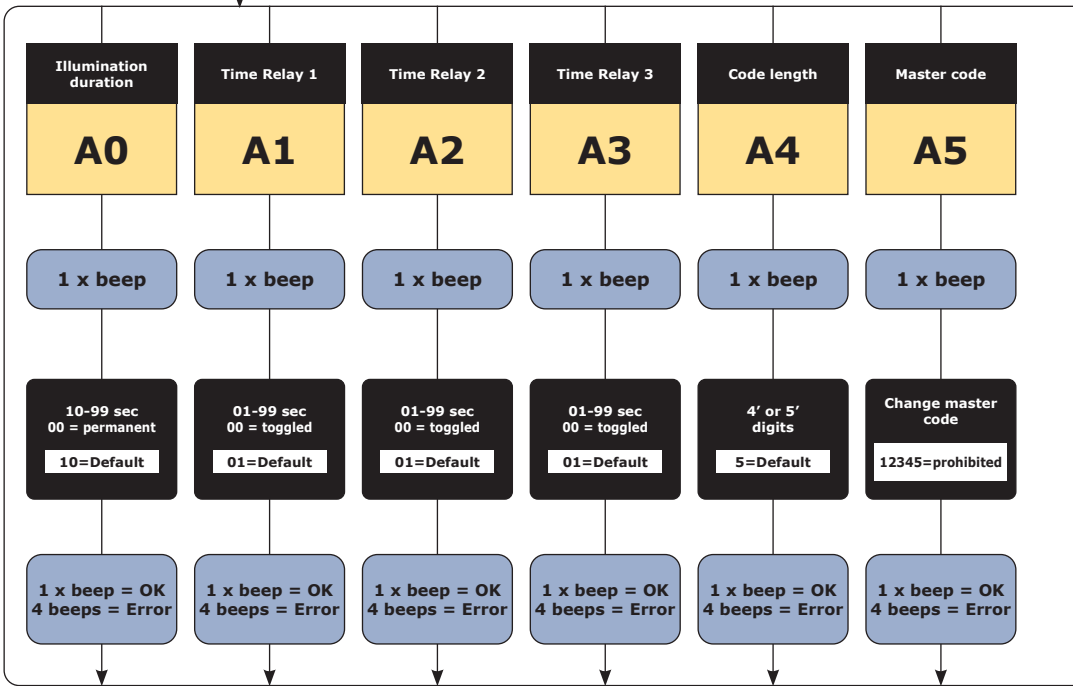 Illumination
duration
Time Relay 1
Time Relay 2
Time Relay 3
Code length
Master code
A0
A1
A2
A3
A4
A5
1 x beep
1 x beep
1 x beep
1 x beep
1 x beep
1 x beep
10-99 sec
00 = permanent
10=Default
01-99 sec
00 = toggled
01=Default
01-99 sec
00 = toggled
01=Default
01-99 sec
00 = toggled
01=Default
4’ or 5’
digits
5=Default
Change master
code
12345=prohibited
1 x beep = OK
4 beeps = Error
1 x beep = OK
4 beeps = Error
1 x beep = OK
4 beeps = Error
1 x beep = OK
4 beeps = Error
1 x beep = OK
4 beeps = Error
1 x beep = OK
4 beeps = Error